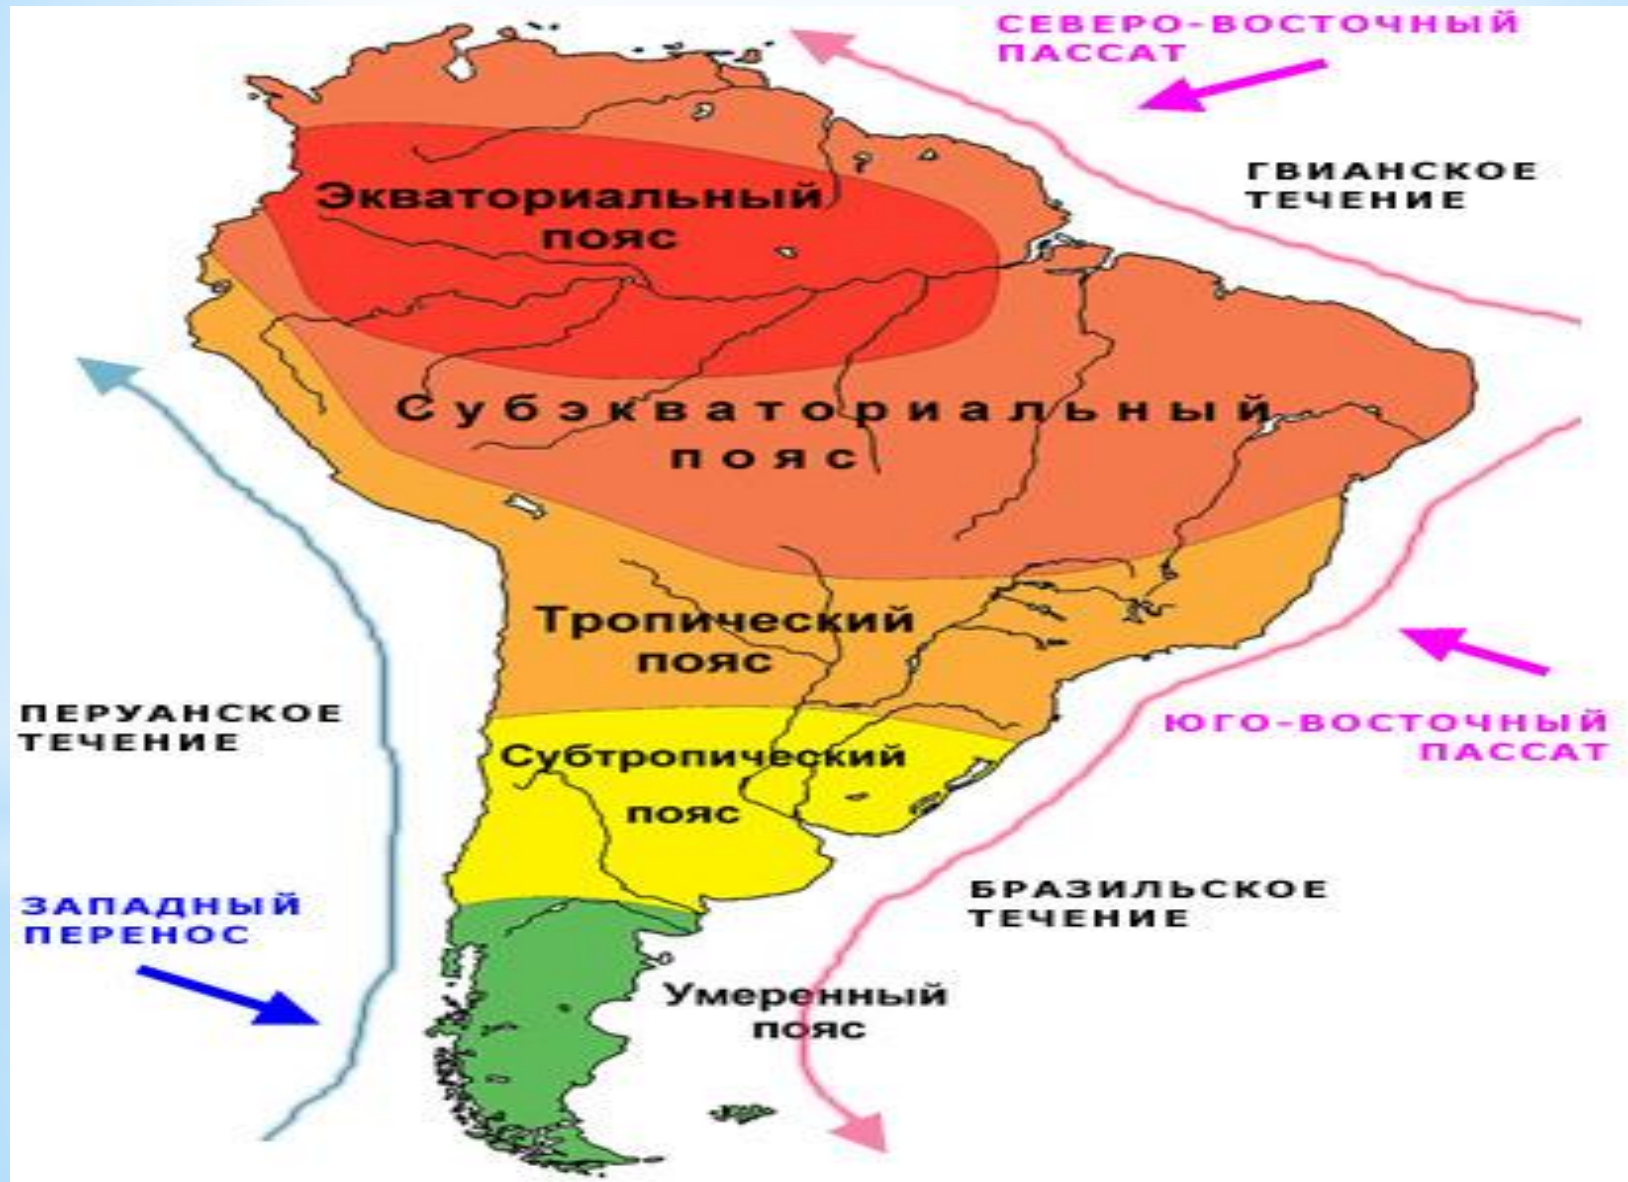 СЕВЕРО-ВОСТОЧНЫЙ
ПАССАТ
ГВИАНСКОЕ
ТЕЧЕНИЕ
Экваториальный
пояс
Субэкваториальный
пояс
Тропический
пояс
ПЕРУАНСКОЕ
ТЕЧЕНИЕ
ЮГО-ВОСТОЧНЫЙ
ПАССАТ
Субтропический
пояс
ЗАПАДНЫЙ
ПЕРЕНОС
БРАЗИЛЬСКОЕ
ТЕЧЕНИЕ
Умеренный
пояс